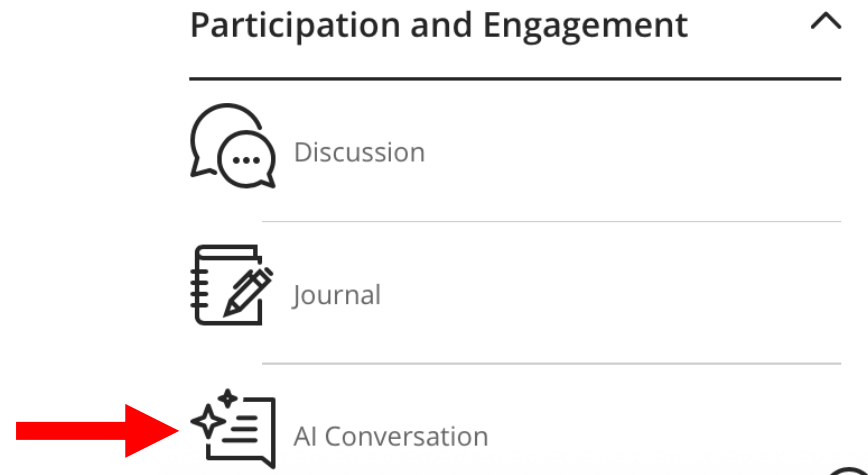 Participation and Engagement
Discussion
Journal
AI Conversation